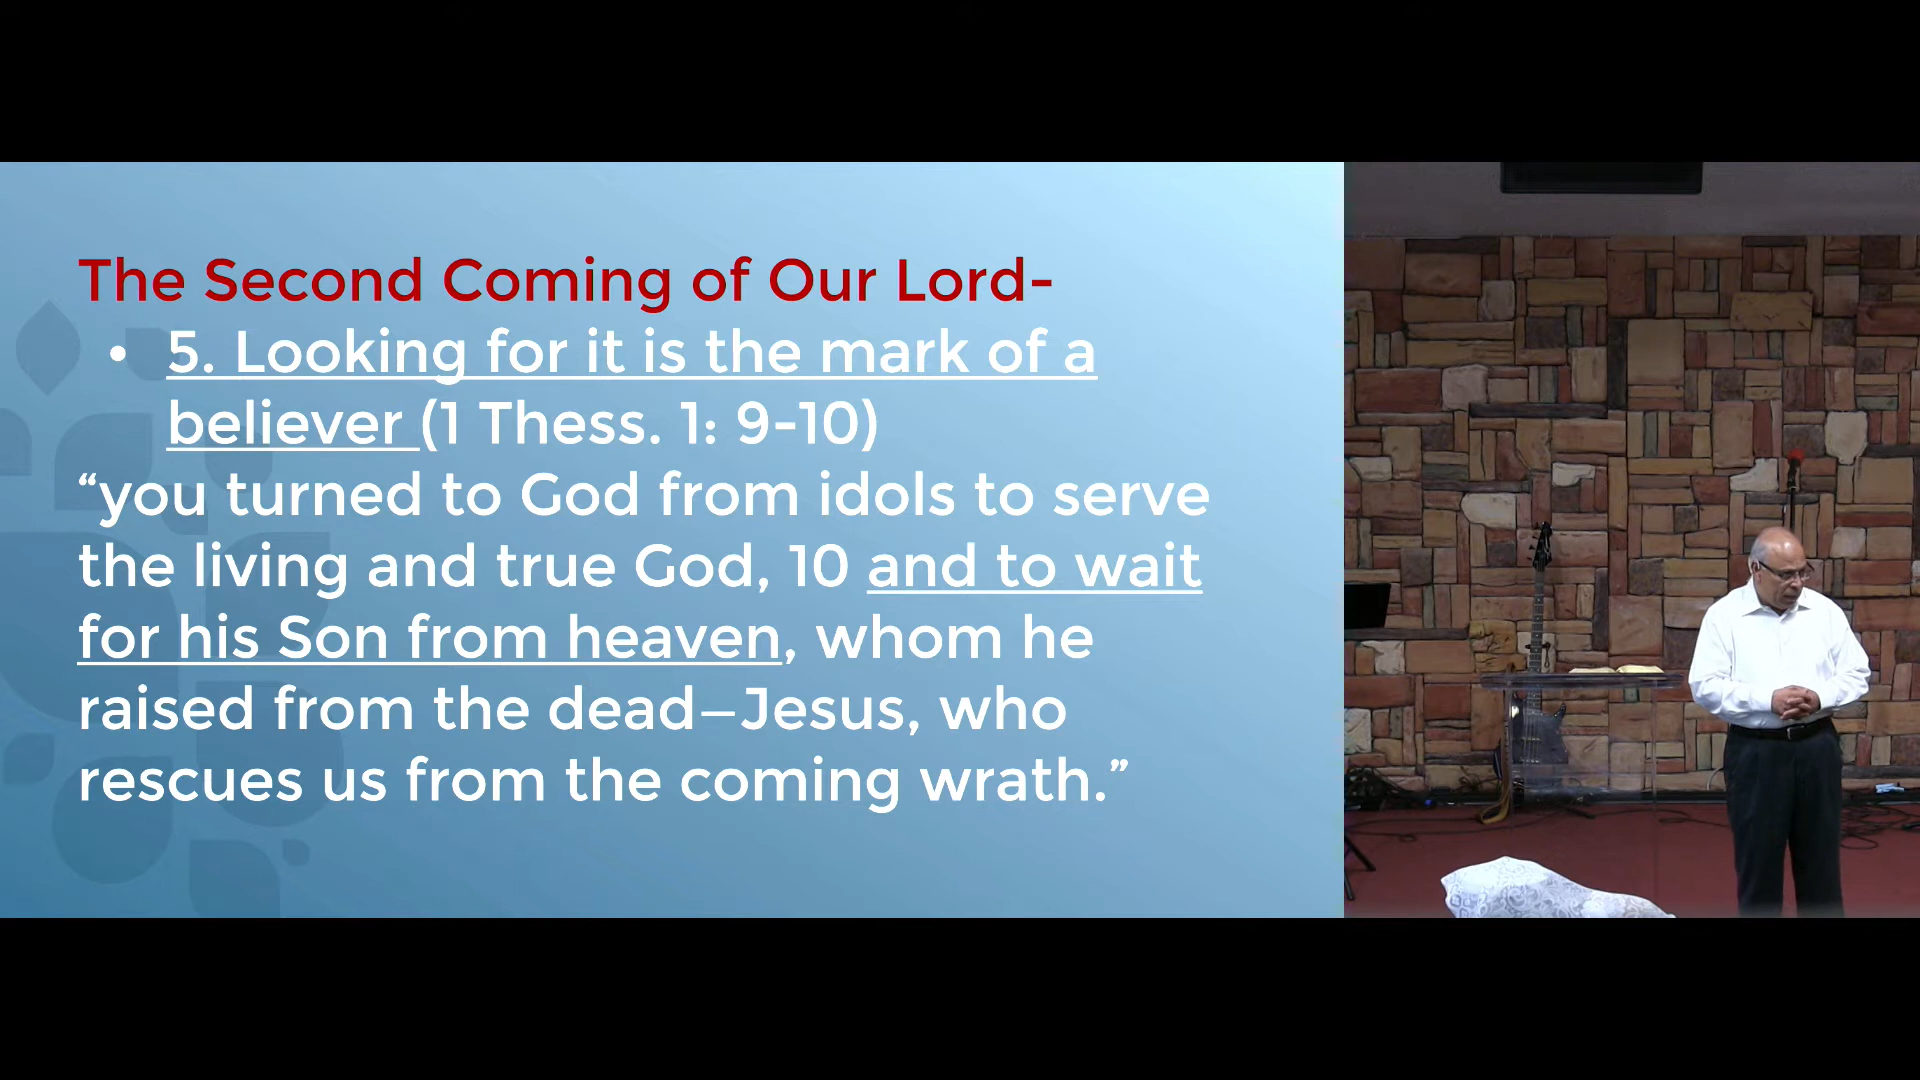 The Second Coming of Our Lord-
• 5. Looking for it is the mark of a
believer (1 Thess. 1: 9-10)
“you turned to God from idols to serve
the living and true God, 10 and to wait
for his Son from heaven, whom he
raised from the dead—Jesus, who
rescues us from the coming wrath.”